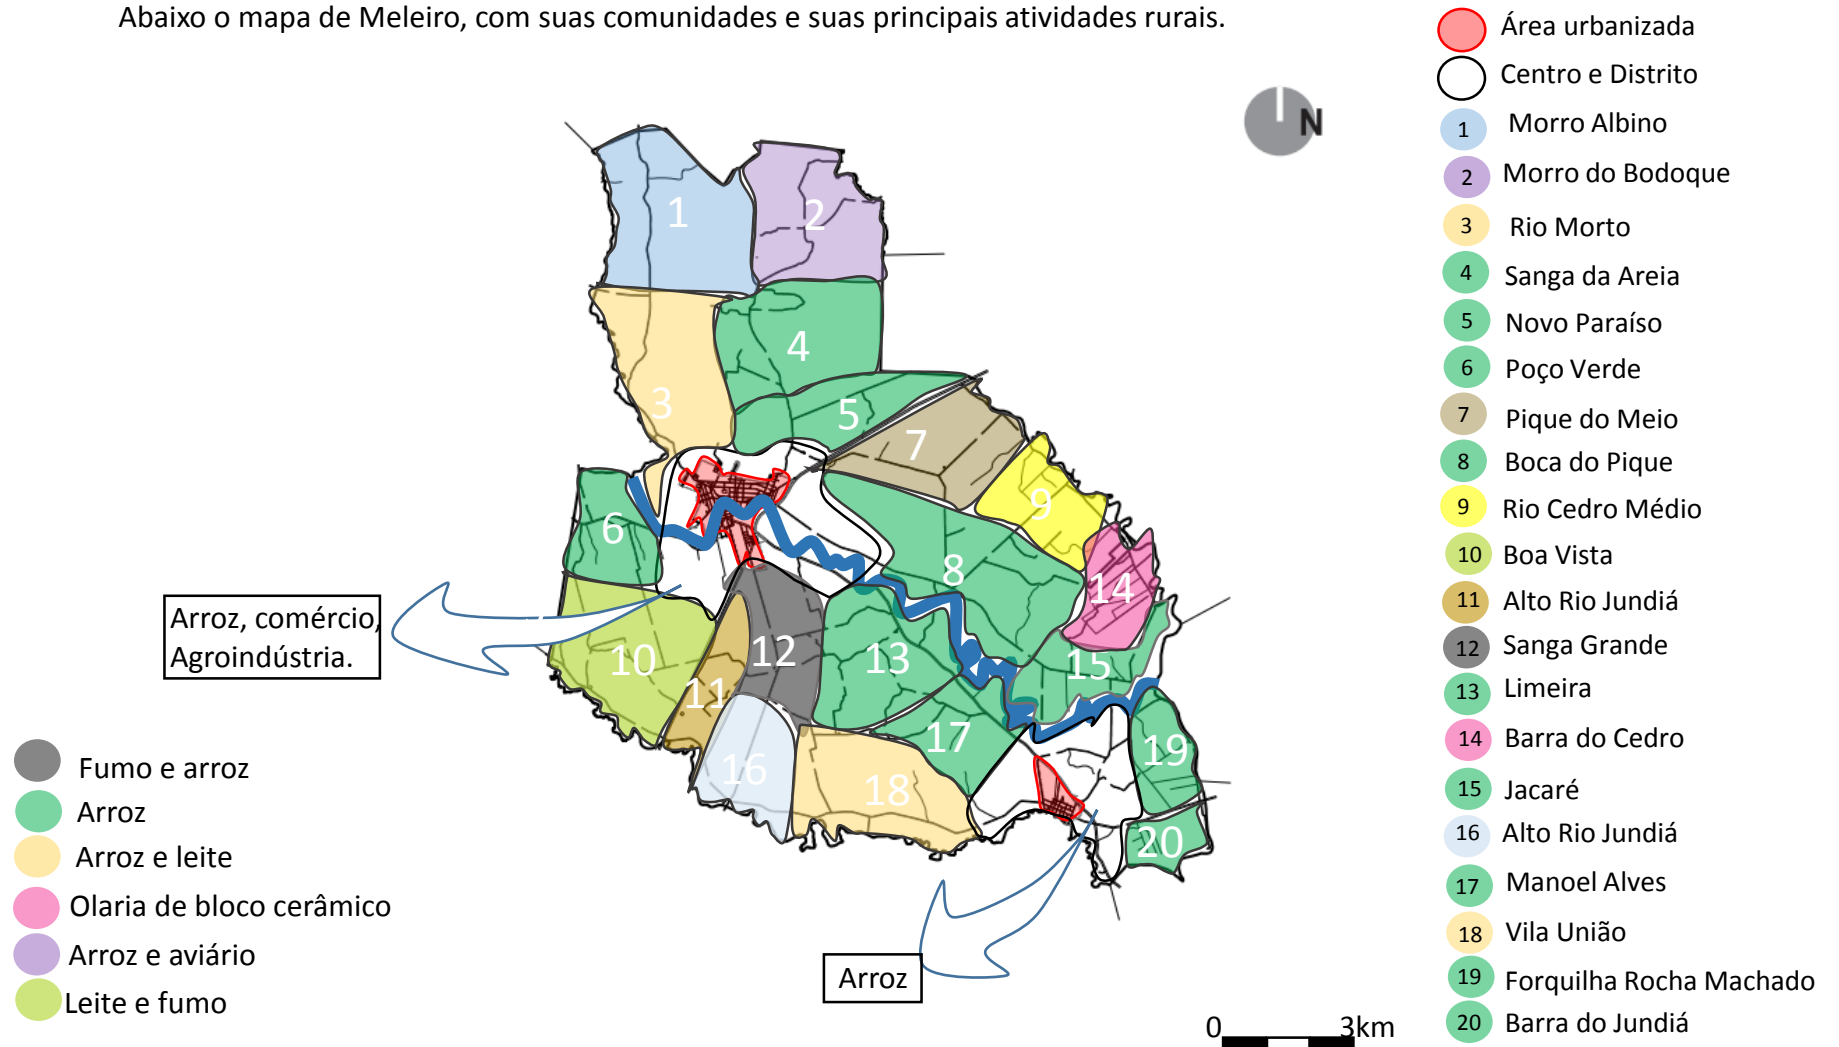 Abaixo o mapa de Meleiro, com suas comunidades e suas principais atividades rurais.
Área urbanizada
Centro e Distrito
1 Morro Albino
2 Morro do Bodoque
3 Rio Morto
4 Sanga da Areia
5 Novo Paraíso
6 Poço Verde
7 Pique do Meio
8 Boca do Pique
9 Rio Cedro Médio
10 Boa Vista
11 Alto Rio Jundiá
12 Sanga Grande
13 Limeira
14 Barra do Cedro
15 Jacaré
16 Alto Rio Jundiá
17 Manoel Alves
18 Vila União
19 Forquilha Rocha Machado
20 Barra do Jundiá
N
1
2
4
3
5
7
9
6
8
14
12
13
10
15
11
17
19
16
18
20
Arroz, comércio,
Agroindústria.
Fumo e arroz
Arroz
Arroz e leite
Olaria de bloco cerâmico
Arroz e aviário
Leite e fumo
Arroz
0 3km